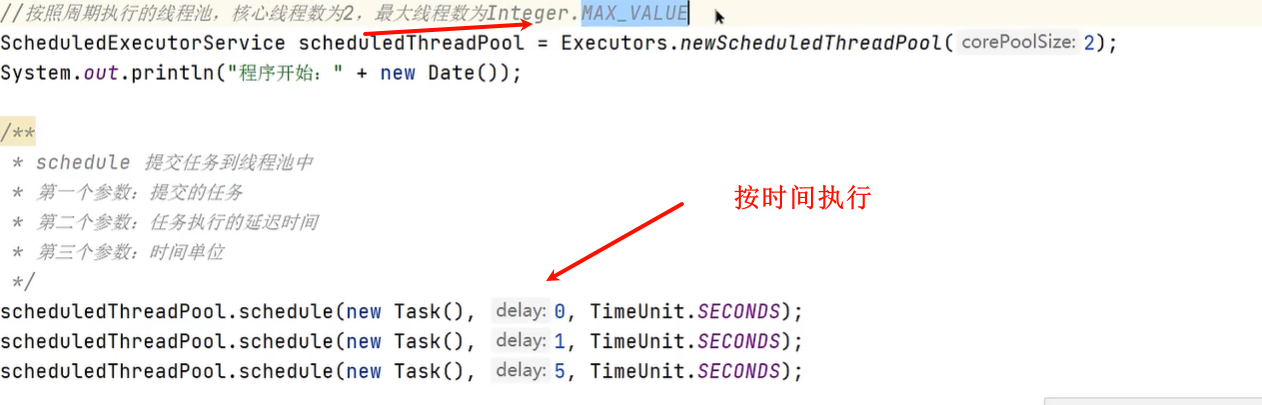 //按照周期执行的线程池，核心线程数为2，最大线程数为Integer.MAX_VALUE
ScheduledExecutorService scheduledThreadPool = Executors.newScheduledThreadPool( corePoolSize: 2);
System.out.println("程序开始：" + new Date());
/**
 * schedule 提交任务到线程池中
 * 第一个参数：提交的任务
 * 第二个参数：任务执行的延迟时间
 * 第三个参数：时间单位
 */
按时间执行
scheduledThreadPool.schedule(new Task(), delay: 0, TimeUnit.SECONDS);
scheduledThreadPool.schedule(new Task(), delay: 1, TimeUnit.SECONDS);
scheduledThreadPool.schedule(new Task(), delay: 5, TimeUnit.SECONDS);